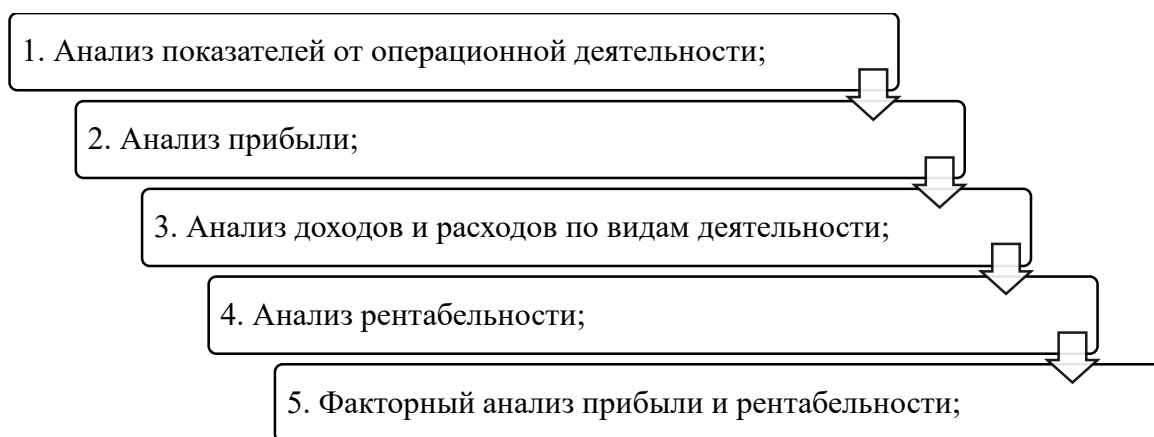 1. Анализ показателей от операционной деятельности;
2. Анализ прибыли;
3. Анализ доходов и расходов по видам деятельности;
4. Анализ рентабельности;
5. Факторный анализ прибыли и рентабельности;